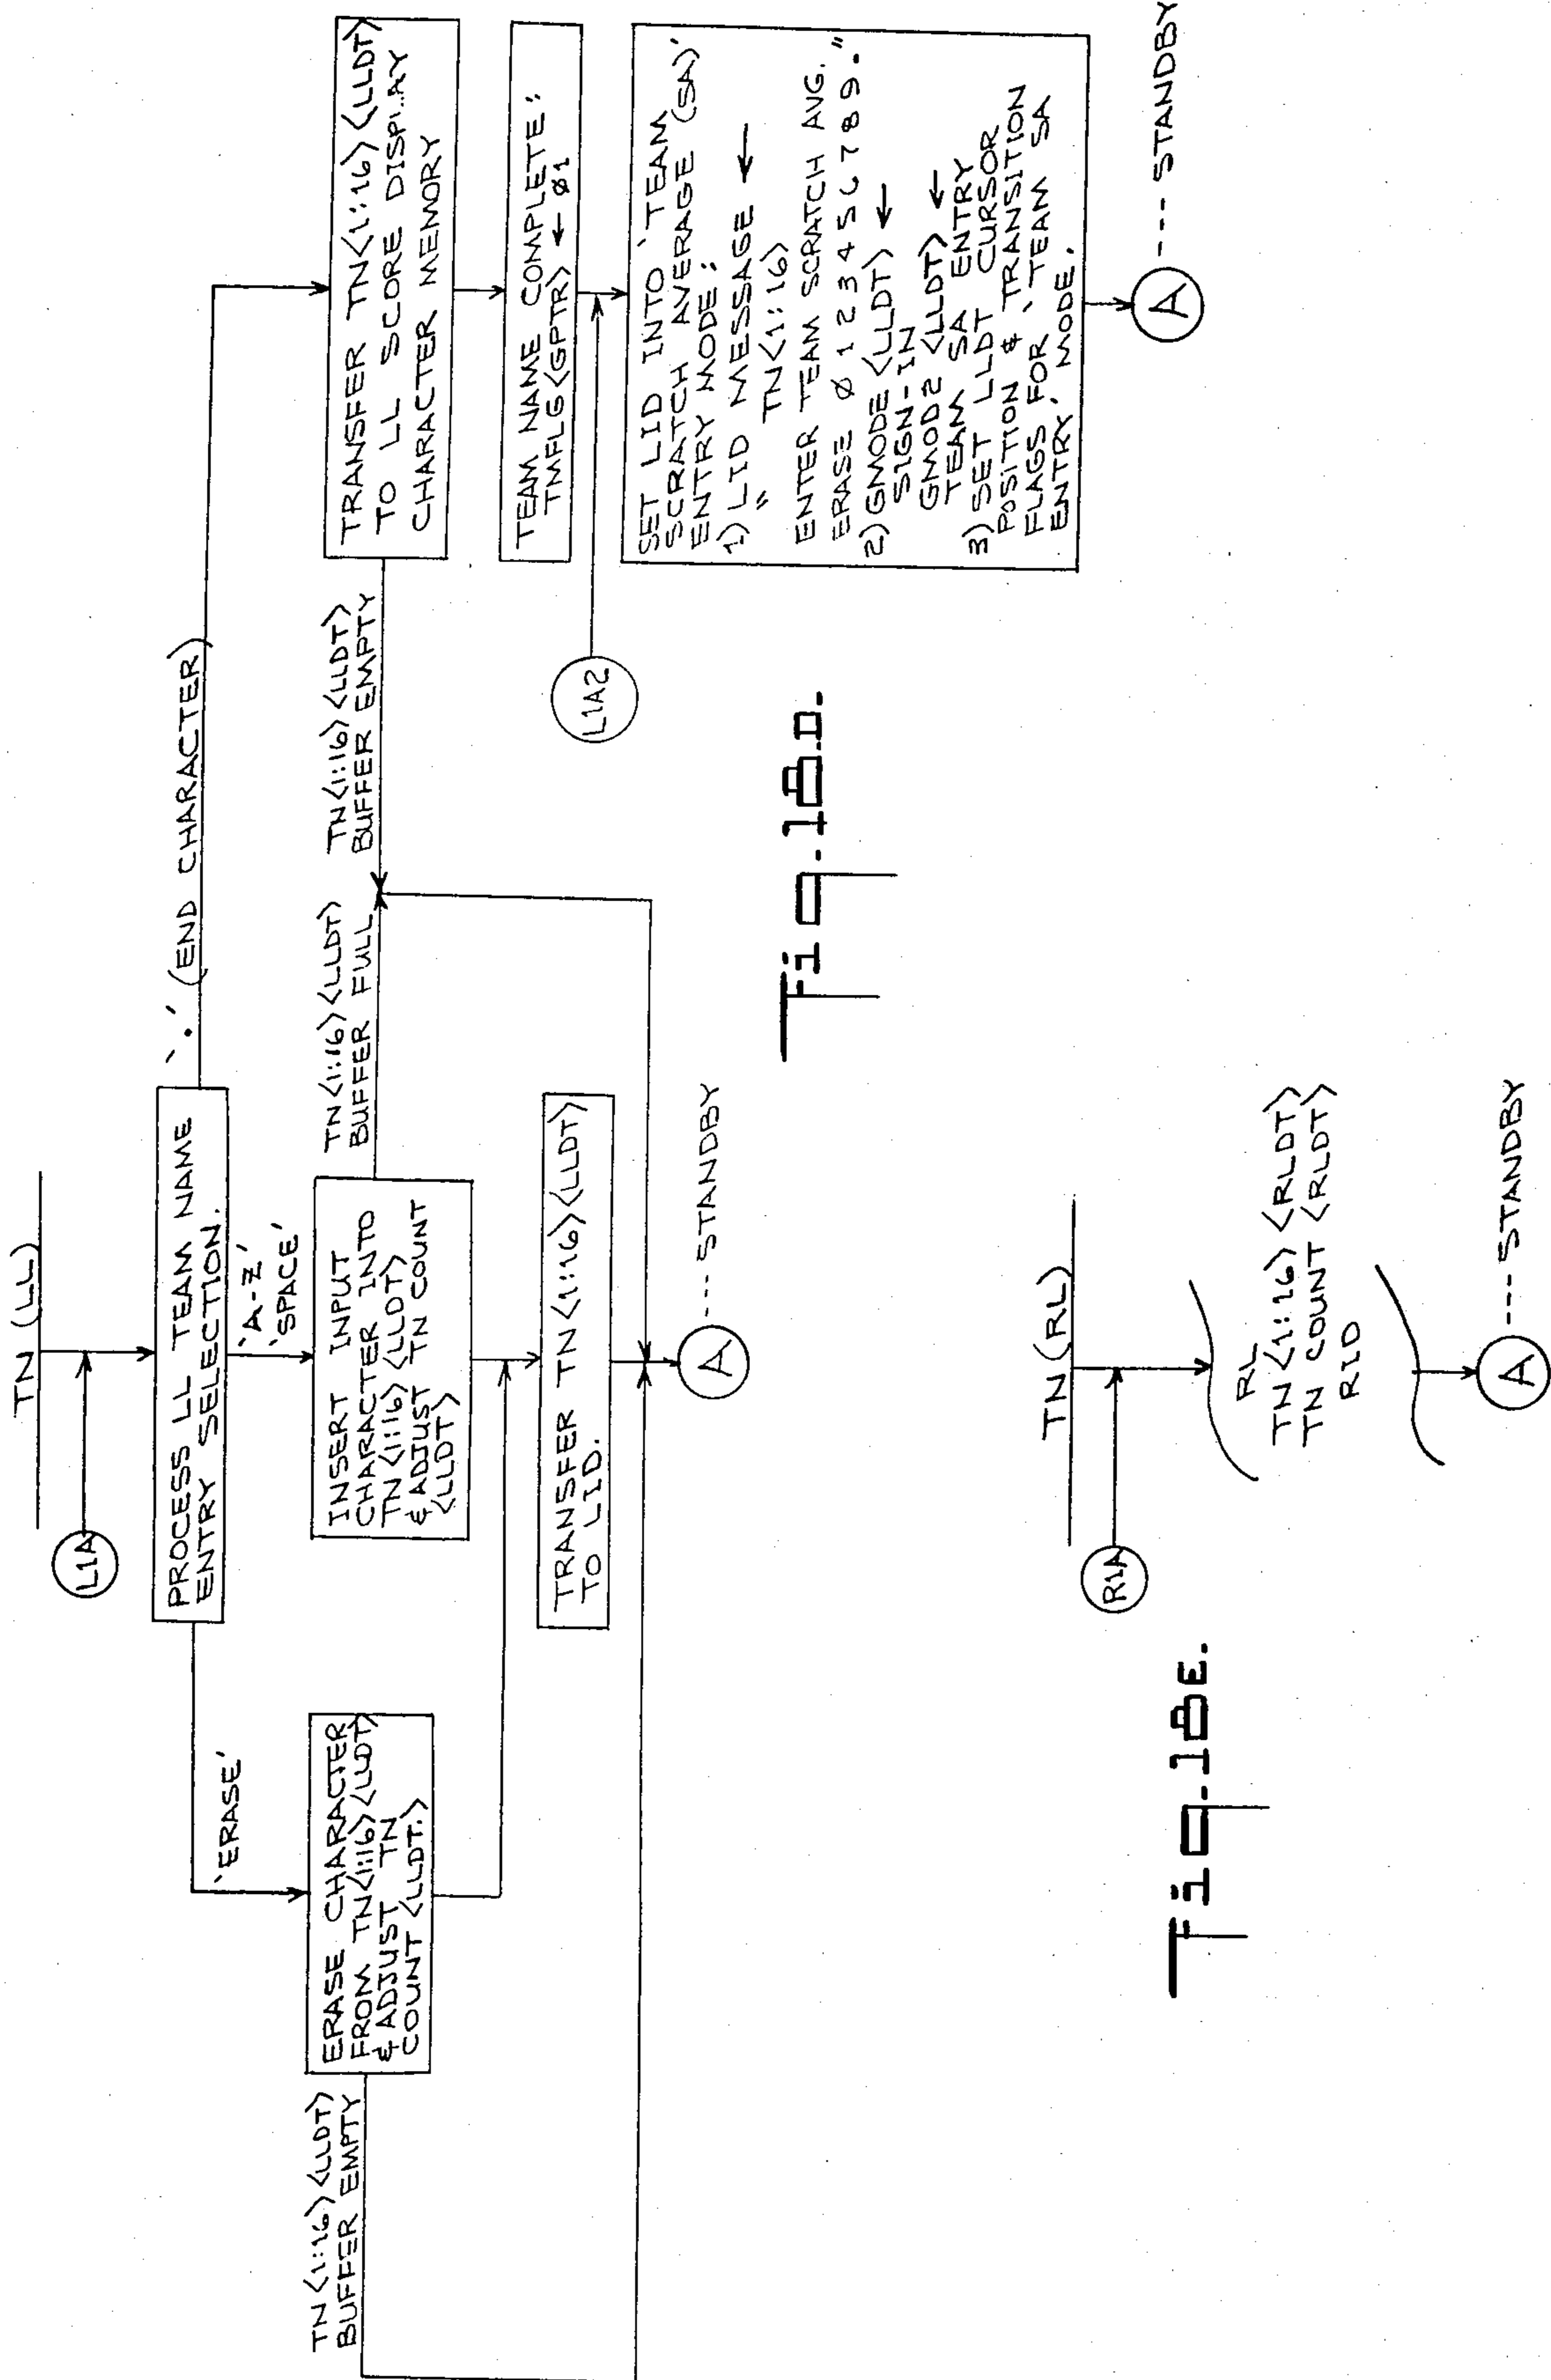 TN (LL)
L1A
PROCESS LL TEAM NAME
ENTRY SELECTION.
'ERASE'
'A-Z'
'SPACE'
'.' (END CHARACTER)
TN<1:16><LLDT>
BUFFER EMPTY
ERASE CHARACTER
FROM TN<1:16><LLDT>
& ADJUST TN
COUNT <LLDT.>
INSERT INPUT
CHARACTER INTO
TN<1:16><LLDT>
& ADJUST TN COUNT
<LLDT>
TN<1:16><LLDT>
BUFFER FULL
TN<1:16><LLDT>
BUFFER EMPTY
TRANSFER TN<1:16><LLDT>
TO LL SCORE DISPLAY
CHARACTER MEMORY
TRANSFER TN<1:16><LLDT>
TO LID.
A --- STANDBY
TEAM NAME COMPLETE:
TMFLG<GPTR> ← Ø1
L1A2
SET LID INTO 'TEAM
SCRATCH AVERAGE (SA)'
ENTRY MODE:
1) LID MESSAGE ←
" TN<1:16>
ENTER TEAM SCRATCH AVG.
ERASE Ø 1 2 3 4 5 6 7 8 9 . "
2) GMODE <LLDT> ←
SIGN-IN
GMOD2 <LLDT> ←
TEAM SA ENTRY
3) SET LLDT CURSOR
POSITION & TRANSITION
FLAGS FOR 'TEAM SA
ENTRY' MODE.
A --- STANDBY
Fig. 18D.
TN (RL)
R1A
RL
TN<1:16><RLDT>
TN COUNT <RLDT>
RID
A --- STANDBY
Fig. 18E.